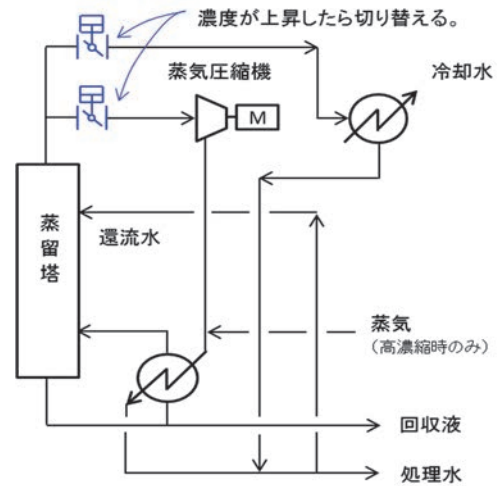 濃度が上昇したら切り替える。
蒸気圧縮機
冷却水
M
蒸留塔
還流水
蒸気
(高濃縮時のみ)
回収液
処理水